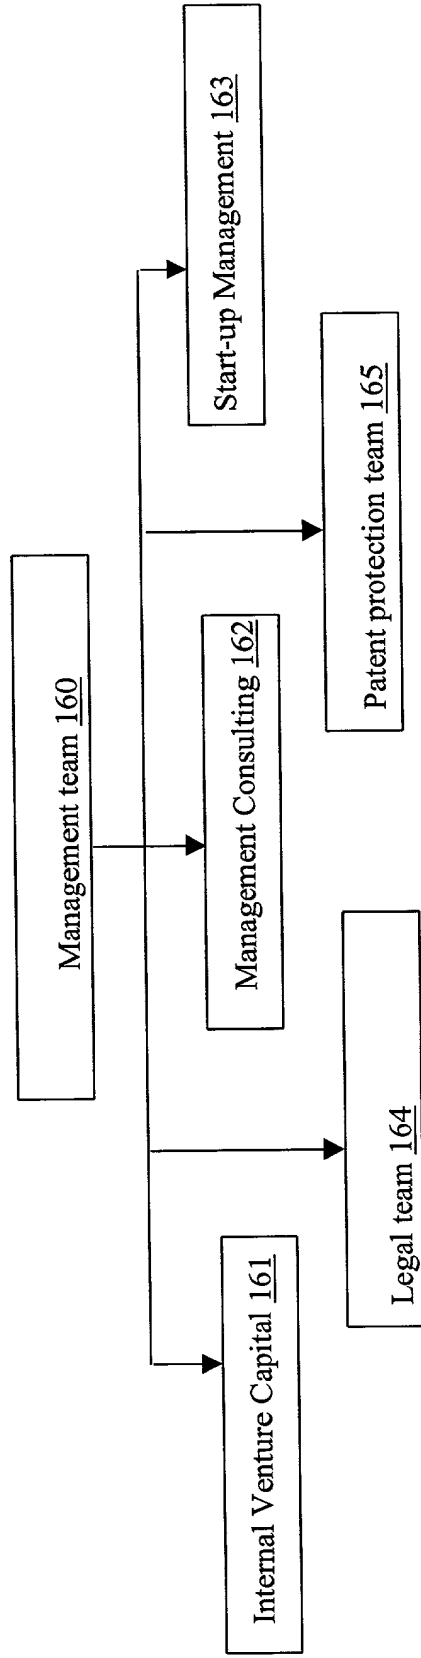 Management team 160
Internal Venture Capital 161
Management Consulting 162
Start-up Management 163
Legal team 164
Patent protection team 165